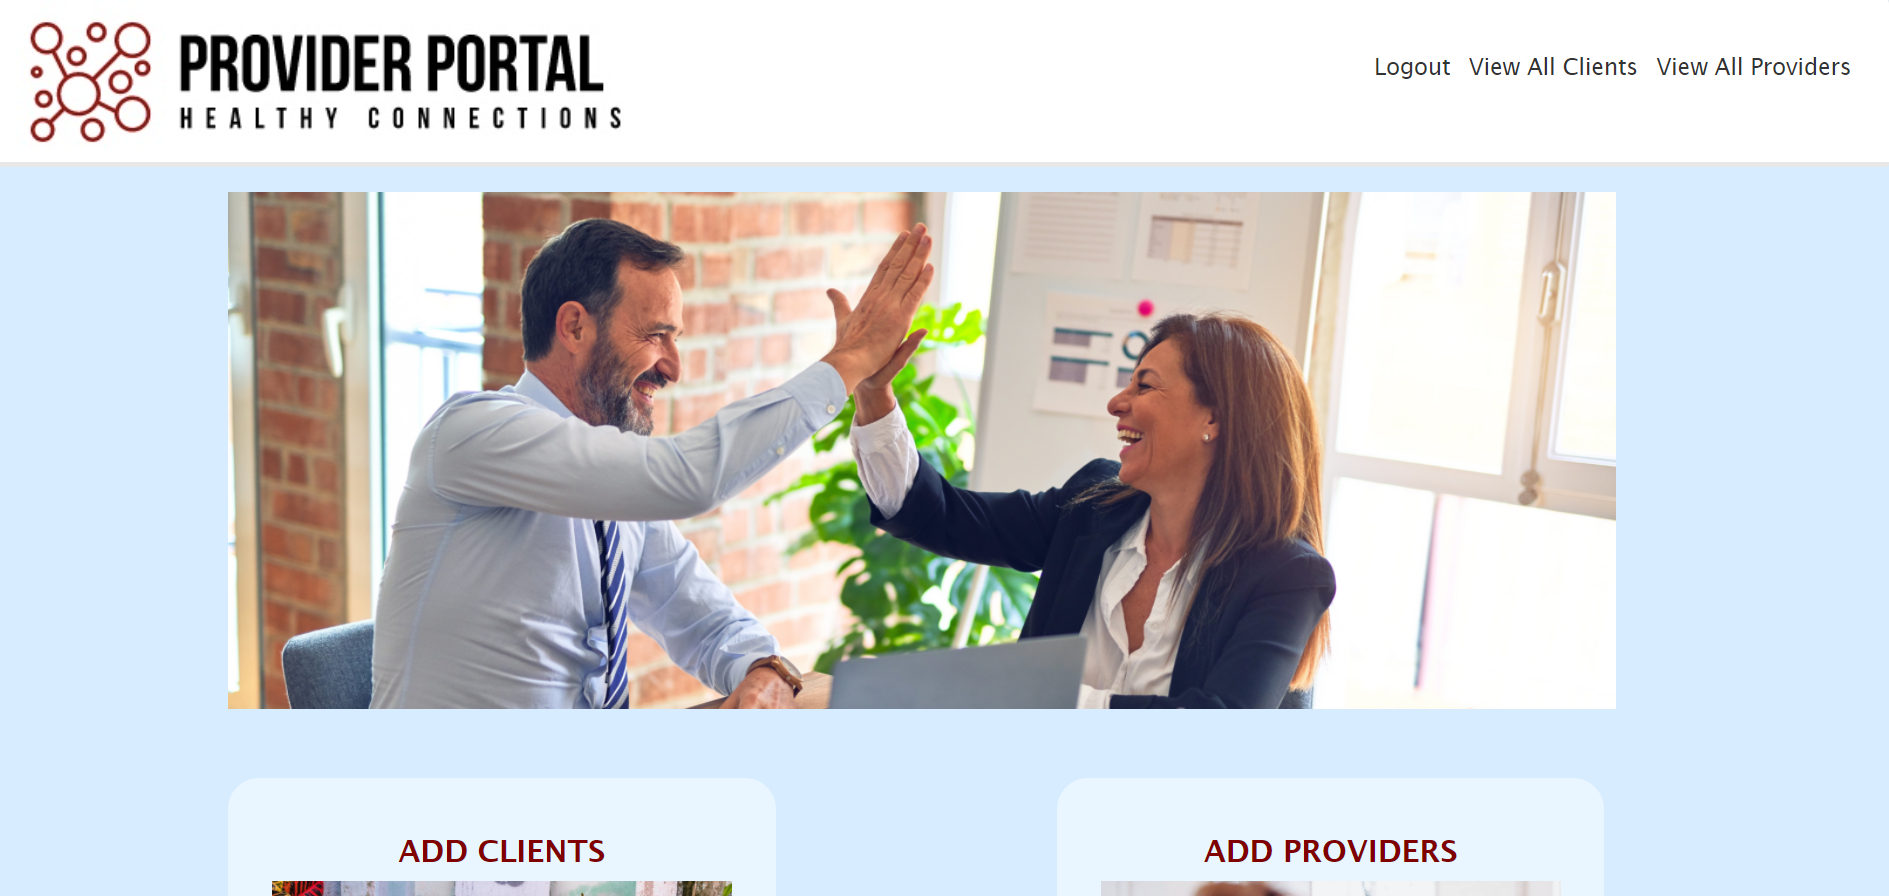 PROVIDER PORTAL
HEALTHY CONNECTIONS
Logout View All Clients View All Providers
ADD CLIENTS
ADD PROVIDERS